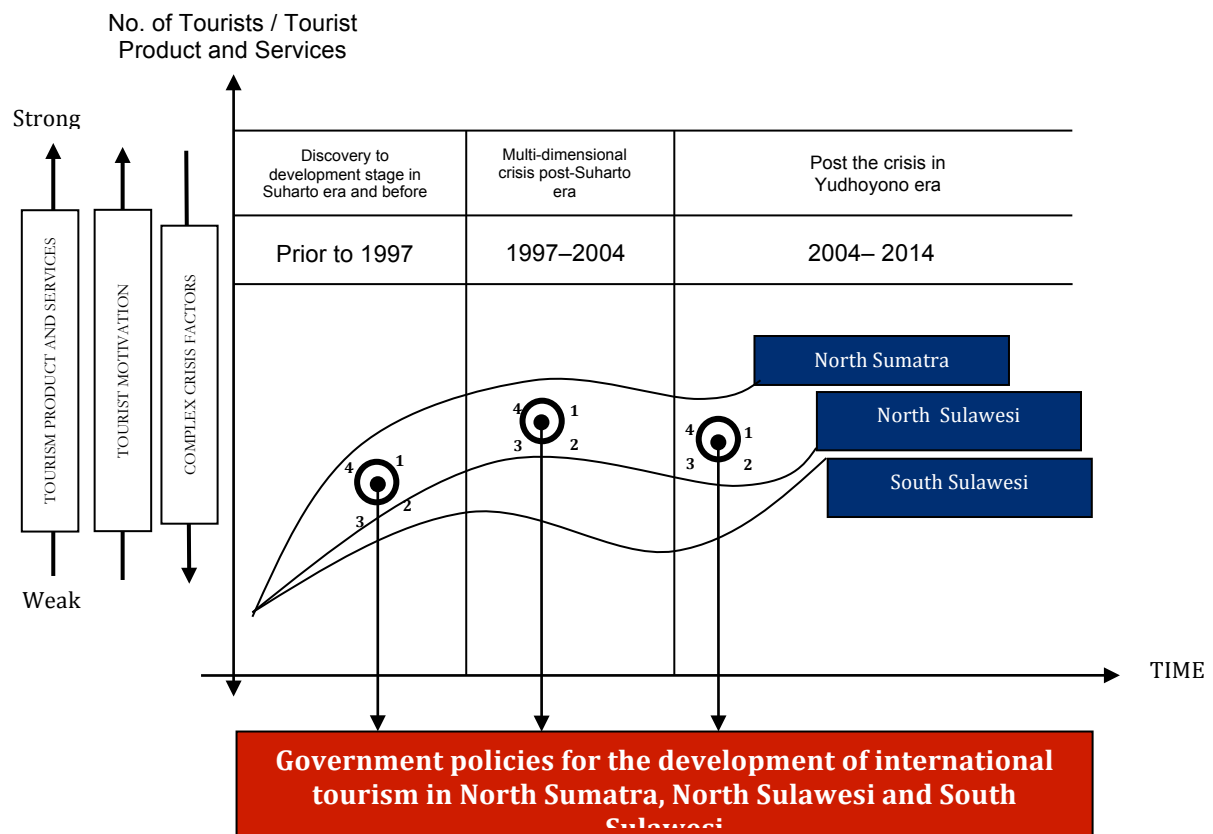 No. of Tourists / Tourist
Product and Services
Strong
Weak
TOURISM PRODUCT AND SERVICES
TOURIST MOTIVATION
COMPLEX CRISIS FACTORS
Discovery to
development stage in
Suharto era and before
Multi-dimensional
crisis post-Suharto
era
Post the crisis in
Yudhoyono era
Prior to 1997
1997–2004
2004– 2014
North Sumatra
North Sulawesi
South Sulawesi
4 1
3 2
4 1
3 2
4 1
3 2
TIME
Government policies for the development of international
tourism in North Sumatra, North Sulawesi and South
Sulawesi